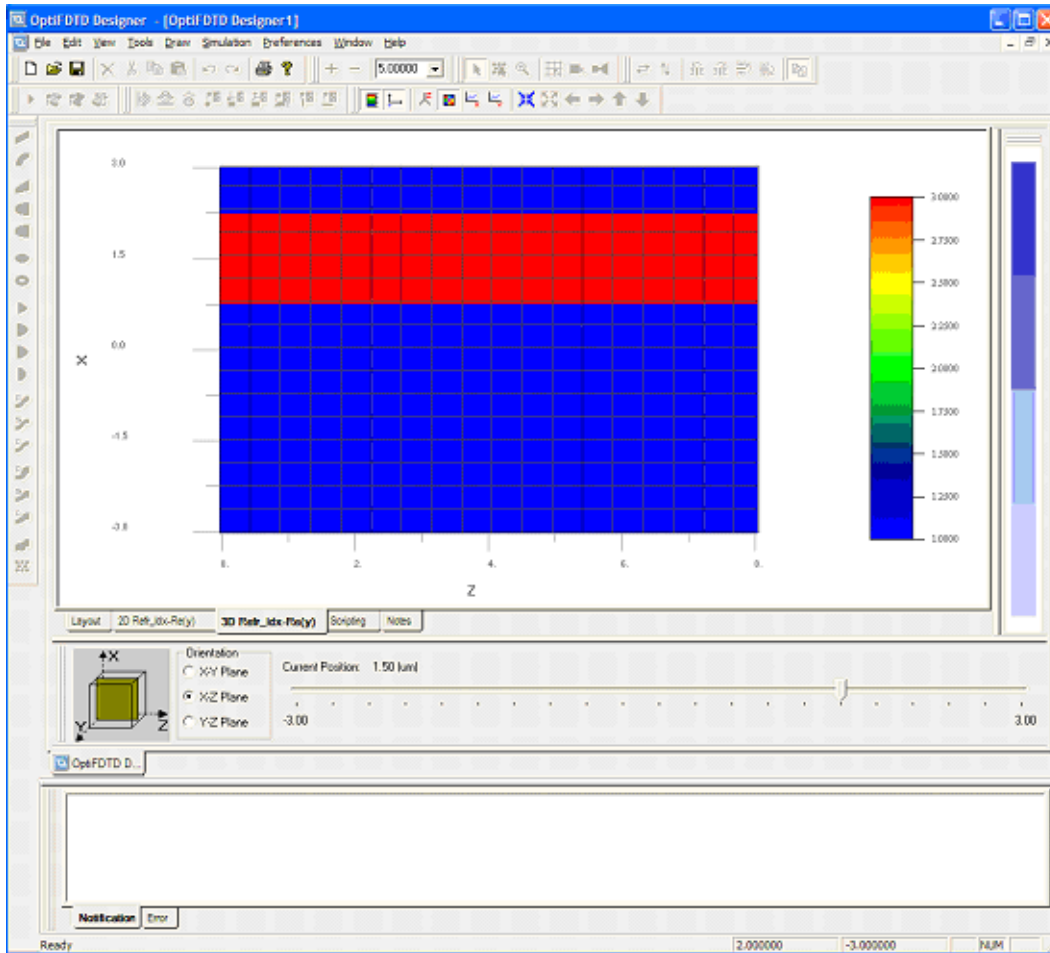 OptiFDTD Designer - [OptiFDTD Designer1]
File Edit View Tools Draw Simulation Preferences Window Help
5.00000
3.0
1.5
0.0
-1.5
-3.0
X
0. 2. 4. 6. 8.
Z
3.0000
2.7500
2.5000
2.2500
2.0000
1.7500
1.5000
1.2500
1.0000
Layout 2D Refr_Idx-Re(y) 3D Refr_Idx-Re(y) Scripting Notes
X
Y
Z
Orientation
X-Y Plane
X-Z Plane
Y-Z Plane
Current Position: 1.50 [um]
-3.00 3.00
OptiFDTD D...
Notification Error
Ready 2.000000 -3.000000 NUM